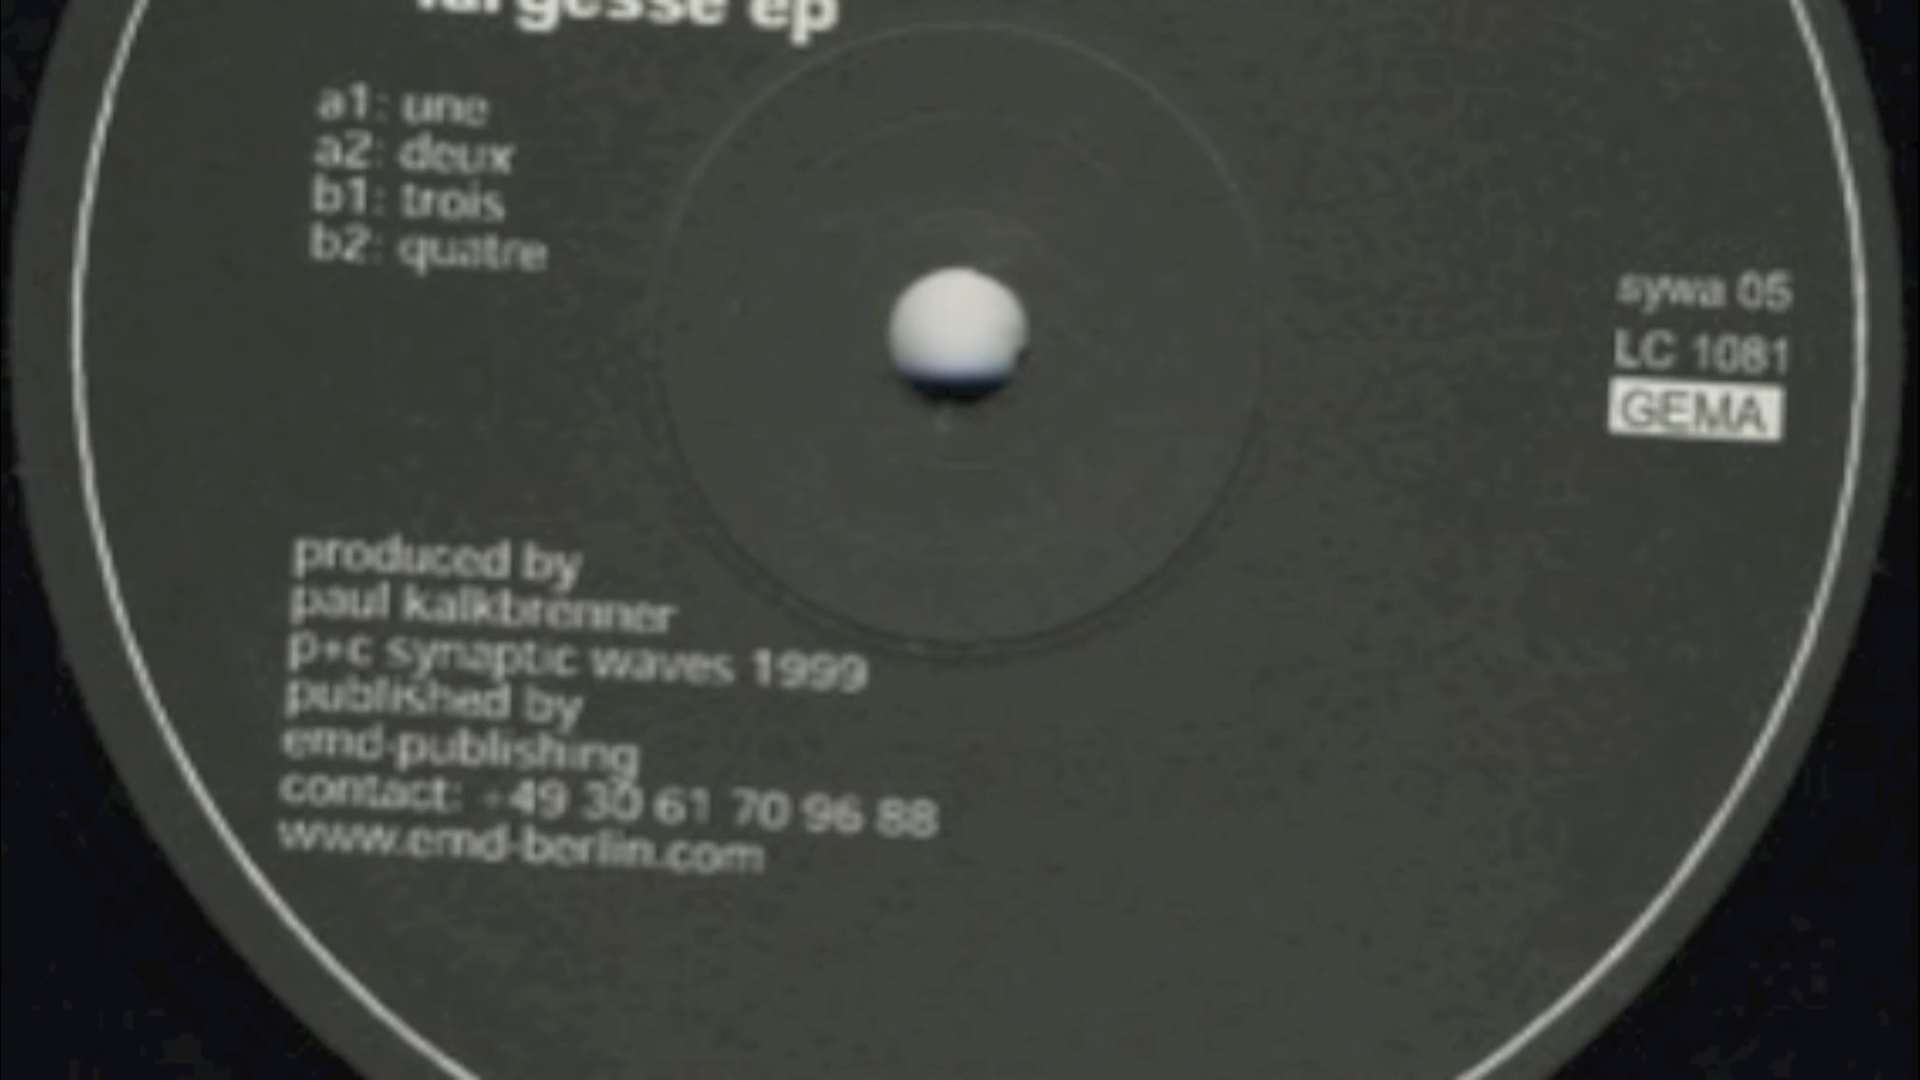 largesse ep
a1: une
a2: deux
b1: trois
b2: quatre
sywa 05
LC 1081
GEMA
produced by
paul kalkbrenner
p+c synaptic waves 1999
published by
emd-publishing
contact: +49 30 61 70 96 88
www.emd-berlin.com